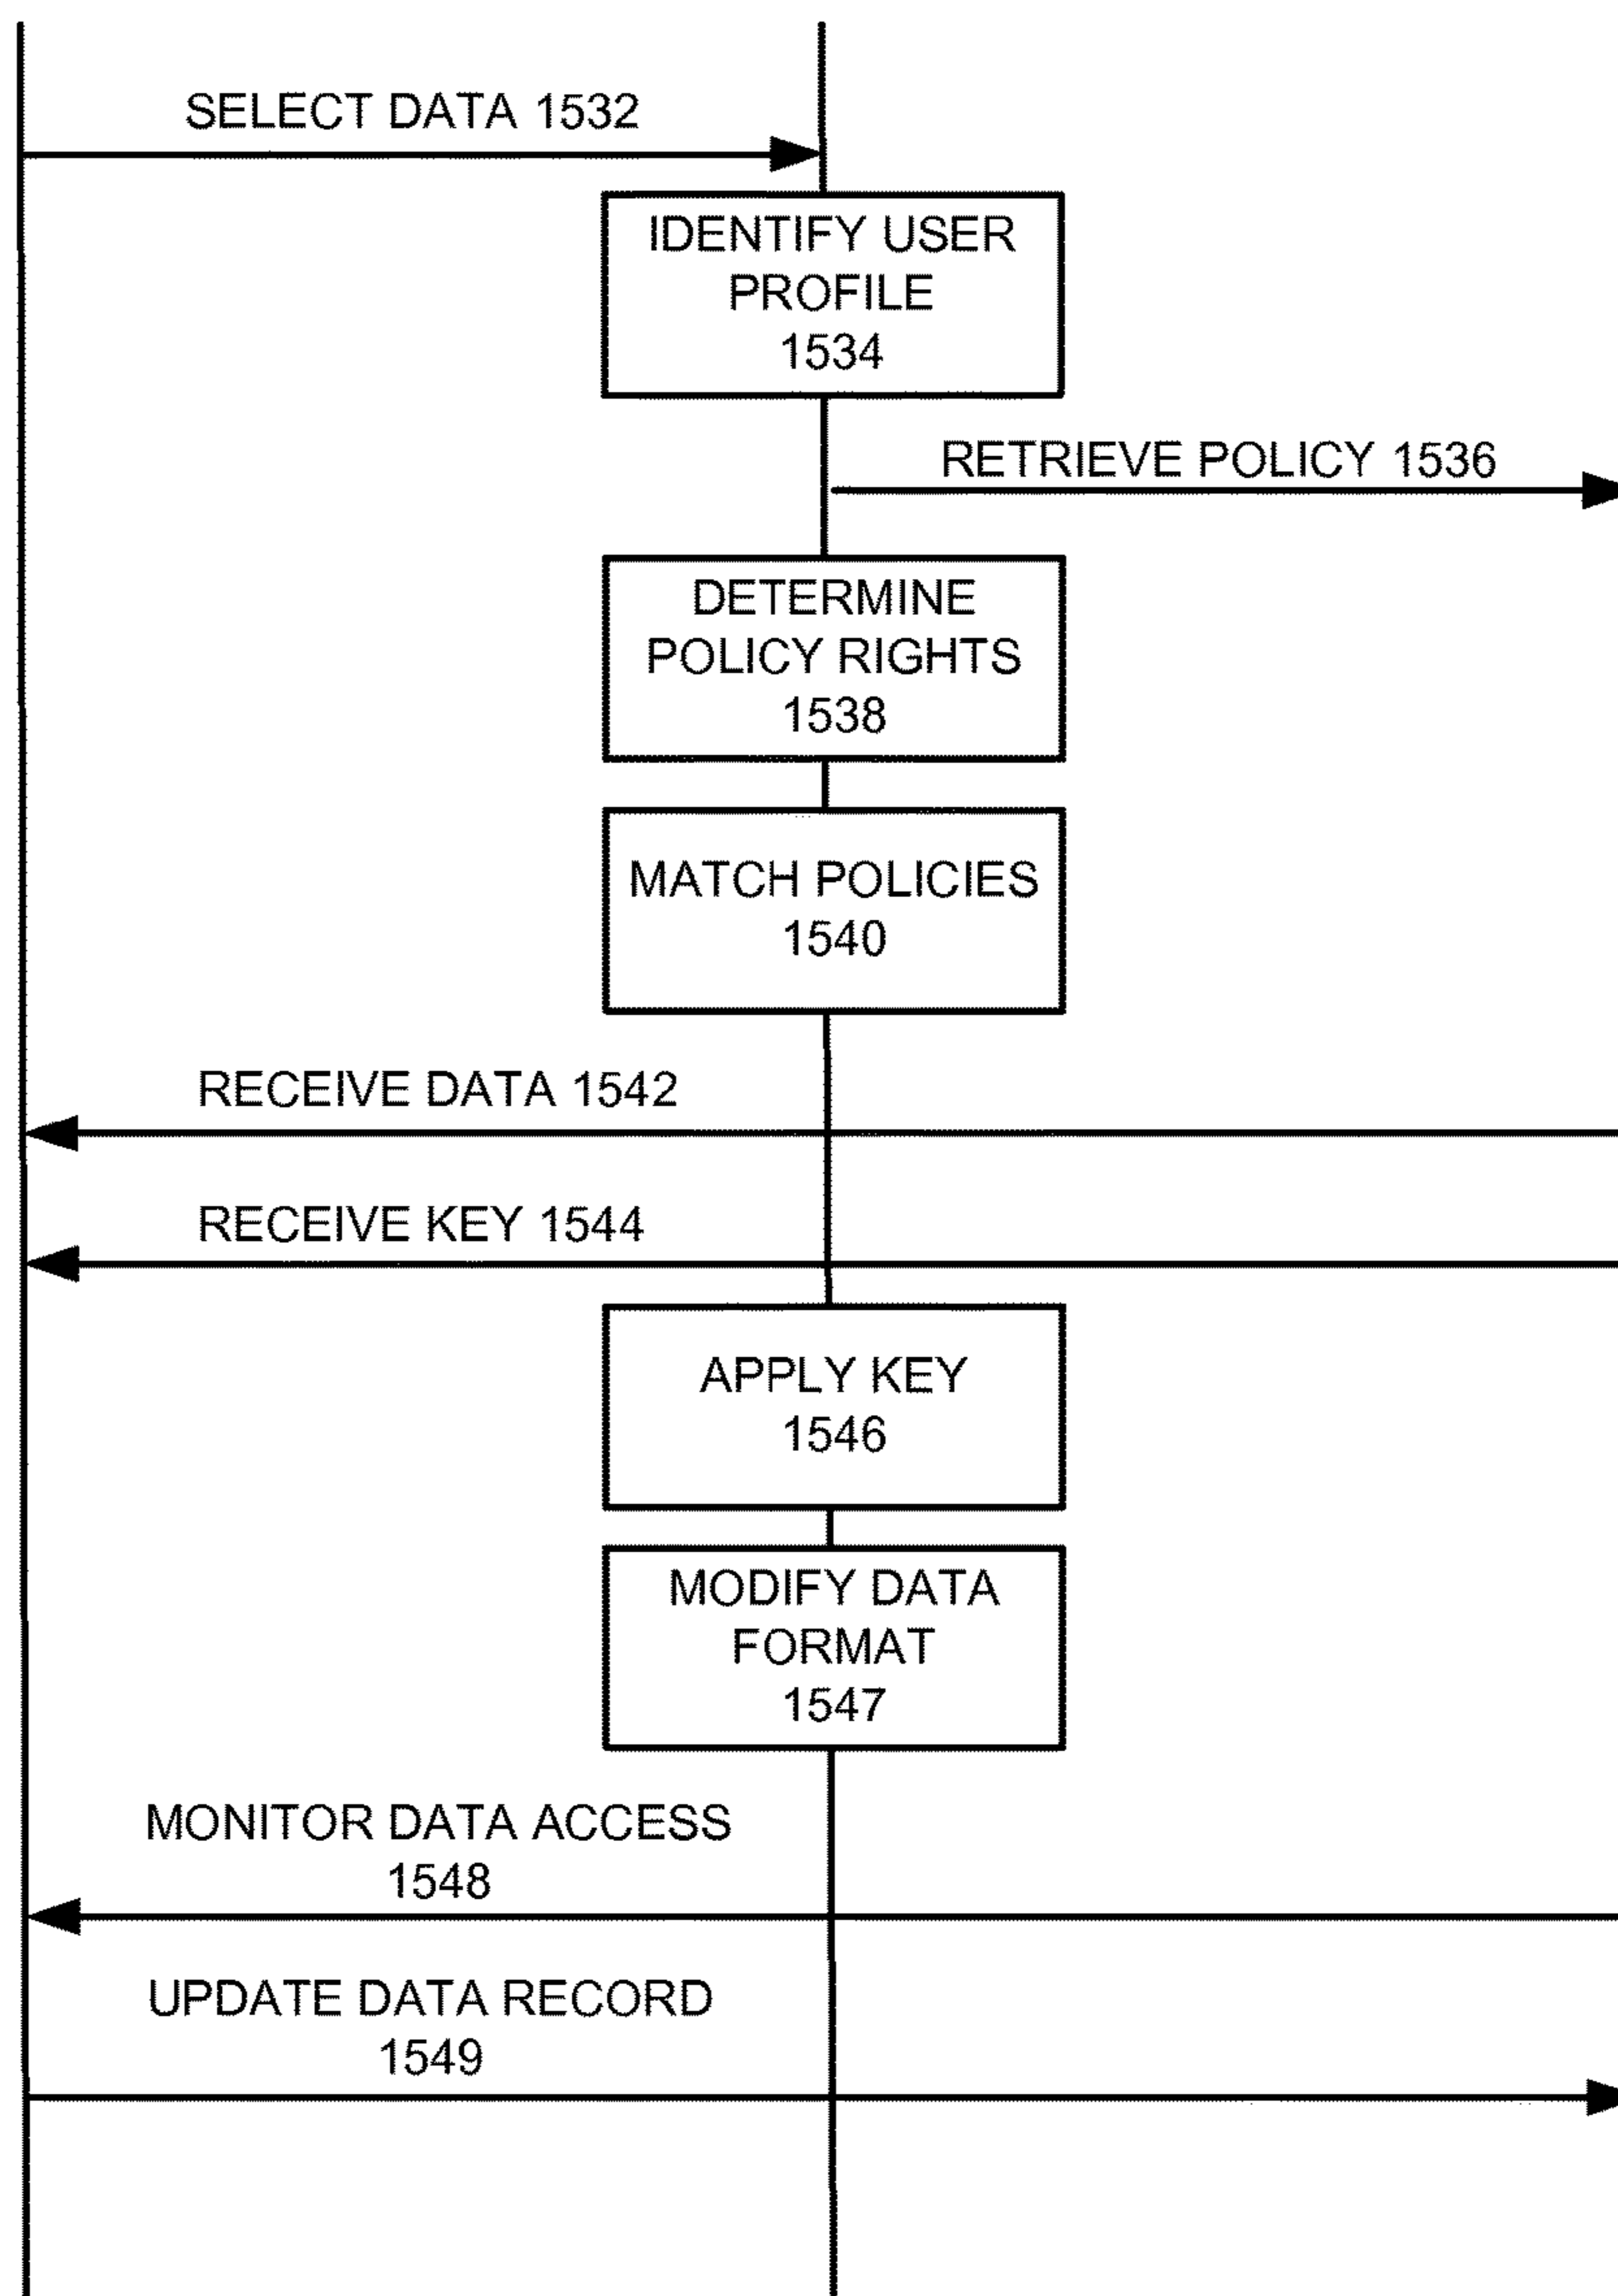 SELECT DATA 1532
IDENTIFY USER
PROFILE
1534
RETRIEVE POLICY 1536
DETERMINE
POLICY RIGHTS
1538
MATCH POLICIES
1540
RECEIVE DATA 1542
RECEIVE KEY 1544
APPLY KEY
1546
MODIFY DATA
FORMAT
1547
MONITOR DATA ACCESS
1548
UPDATE DATA RECORD
1549